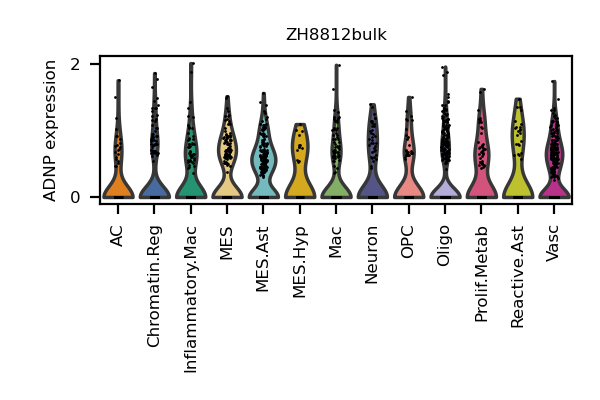 ZH8812bulk
ADNP expression
2
0
AC
Chromatin.Reg
Inflammatory.Mac
MES
MES.Ast
MES.Hyp
Mac
Neuron
OPC
Oligo
Prolif.Metab
Reactive.Ast
Vasc